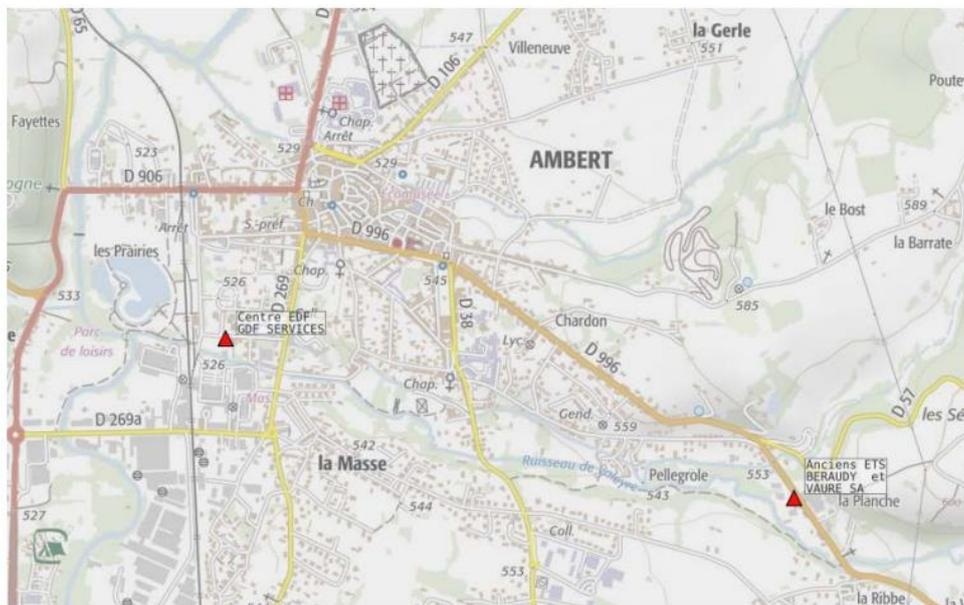 D 65
D
524
547
Villeneuve
la Gerle
551
Fayettes
D 106
Chap.
Arrêt
Poute
523
529
529
AMBERT
D 906
Ch
le Bost
589
Arrêt
S.-préf
D 996
la Barrate
les Prairies
526
Chap.
D 269
545
533
585
Centre EDF
GDF SERVICES
D 38
Chardon
Parc
de loisirs
526
Lyc.
D 996
Chap.
D 57
les Sé
D 269a
Gend.
559
542
la Masse
Ruisseau de
Pellegrole
543
553
Anciens ETS
BERAUDY et
VAURE SA
la Planche
600
544
527
Coll.
553
la Ribbe